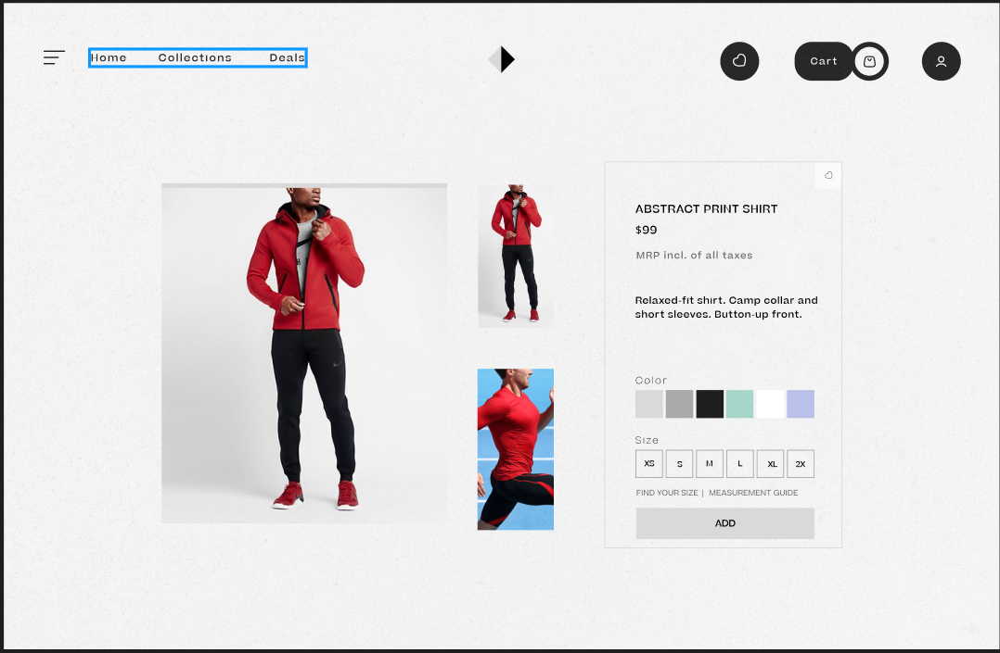 Home Collections Deals
Cart
ABSTRACT PRINT SHIRT
$99
MRP incl. of all taxes
Relaxed-fit shirt. Camp collar and
short sleeves. Button-up front.
Color
Size
XS S M L XL 2X
FIND YOUR SIZE | MEASUREMENT GUIDE
ADD